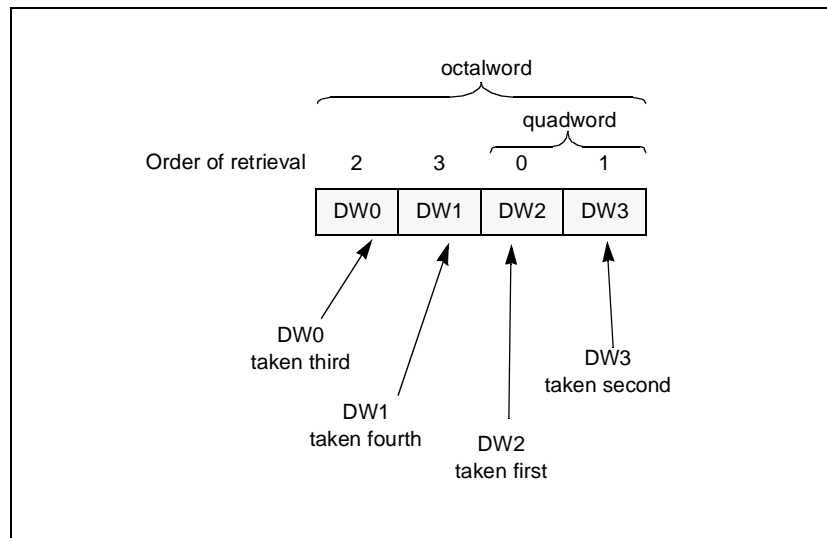 octalword
quadword
Order of retrieval 2 3 0 1
DW0 DW1 DW2 DW3
DW0
taken third
DW3
taken second
DW1
taken fourth
DW2
taken first